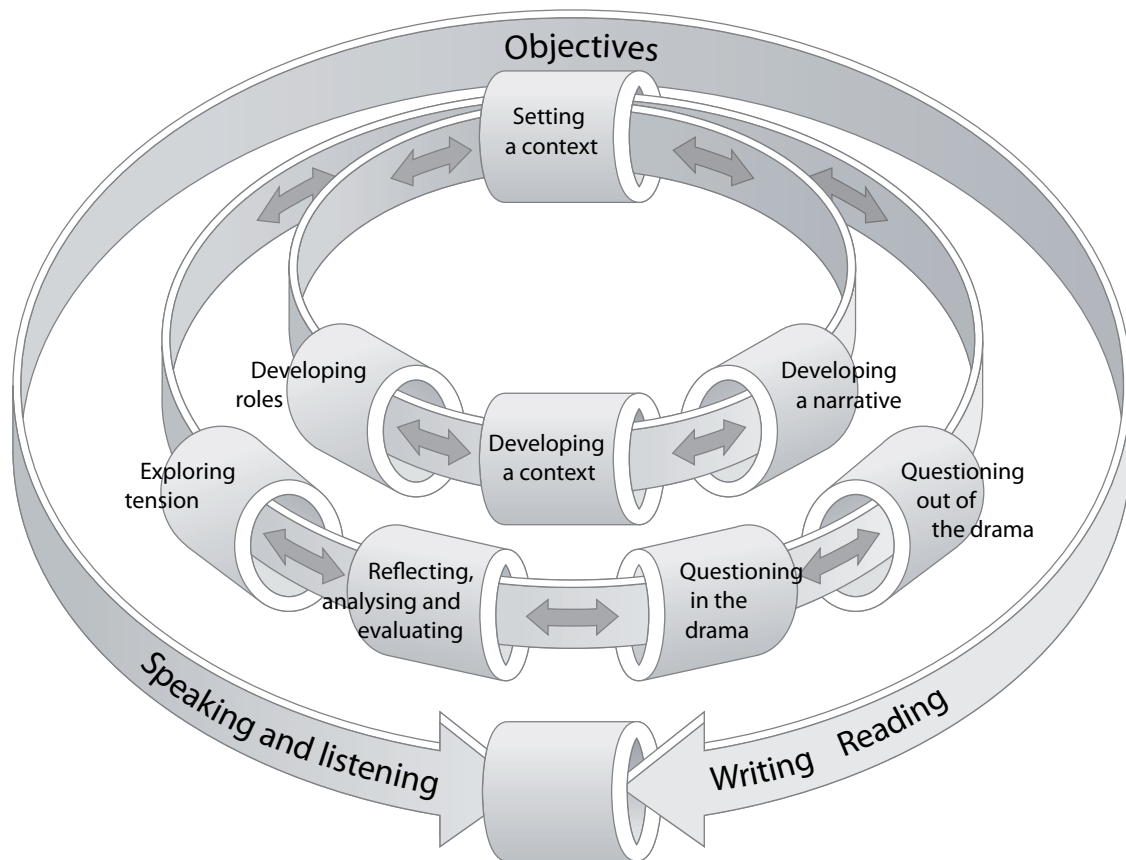 Objectives
Setting
a context
Developing
roles
Developing
a context
Developing
a narrative
Exploring
tension
Reflecting,
analysing and
evaluating
Questioning
in the
drama
Questioning
out of
the drama
Speaking and listening
Writing Reading